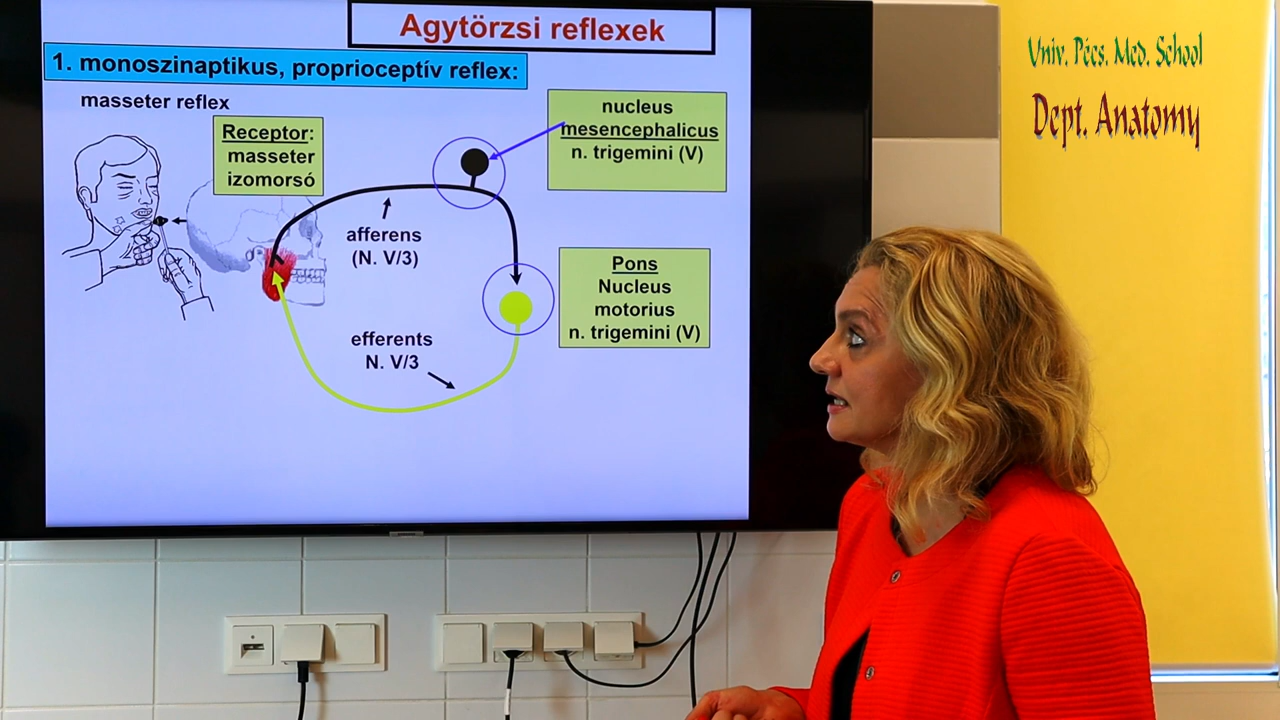 Agytörzsi reflexek
1. monoszinaptikus, proprioceptív reflex:
masseter reflex
Receptor:
masseter
izomorsó
nucleus
mesencephalicus
n. trigemini (V)
afferens
(N. V/3)
Pons
Nucleus
motorius
n. trigemini (V)
efferents
N. V/3
Univ. Pécs. Med. School
Dept. Anatomy